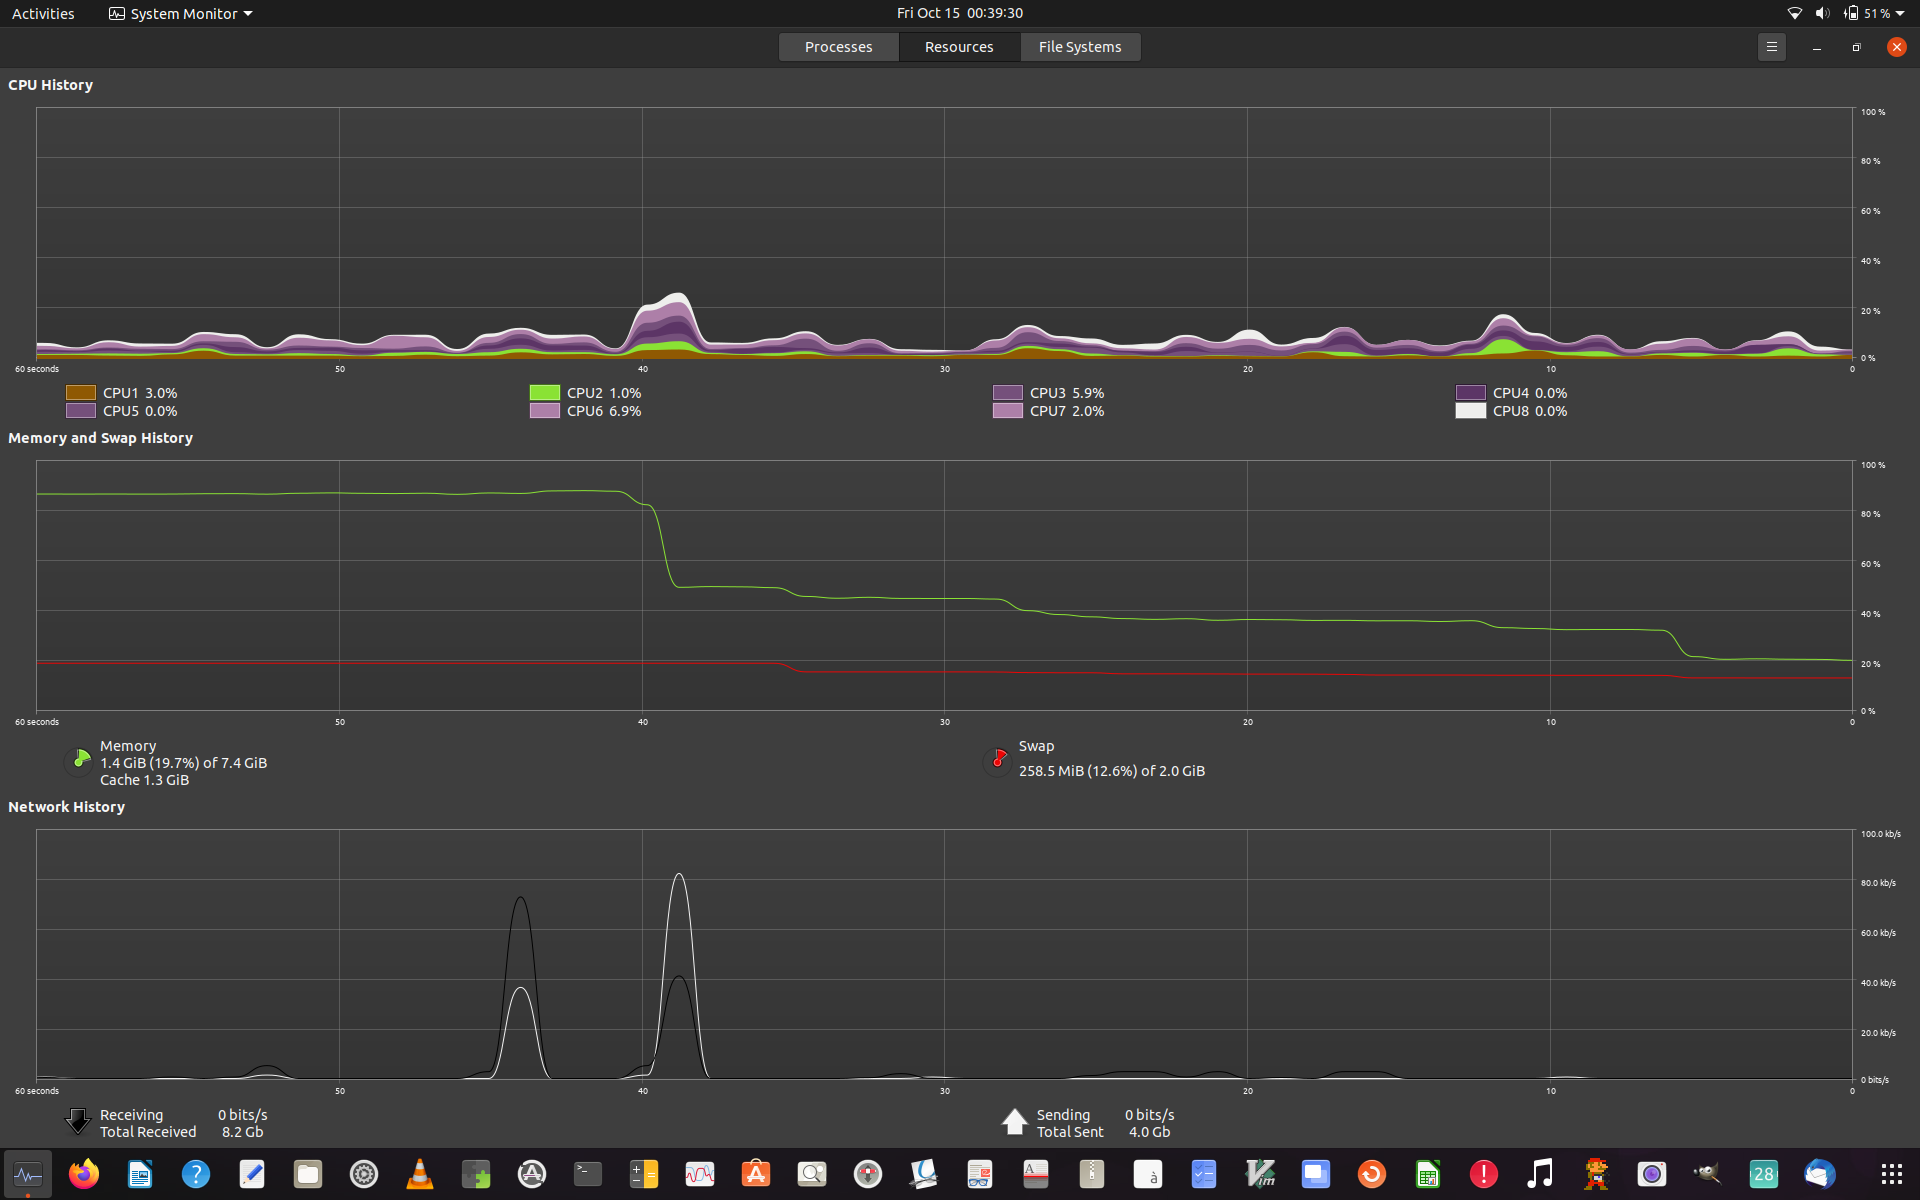 Activities
System Monitor
Fri Oct 15 00:39:30
51 %
Processes
Resources
File Systems
CPU History
100 %
80 %
60 %
40 %
20 %
0 %
60 seconds 50 40 30 20 10 0
CPU1 3.0% CPU2 1.0% CPU3 5.9% CPU4 0.0%
CPU5 0.0% CPU6 6.9% CPU7 2.0% CPU8 0.0%
Memory and Swap History
100 %
80 %
60 %
40 %
20 %
0 %
60 seconds 50 40 30 20 10 0
Memory
1.4 GiB (19.7%) of 7.4 GiB
Cache 1.3 GiB
Swap
258.5 MiB (12.6%) of 2.0 GiB
Network History
100.0 kb/s
80.0 kb/s
60.0 kb/s
40.0 kb/s
20.0 kb/s
0 bits/s
60 seconds 50 40 30 20 10 0
Receiving 0 bits/s
Total Received 8.2 Gb
Sending 0 bits/s
Total Sent 4.0 Gb
?
>_
A
à
Vim
!
28